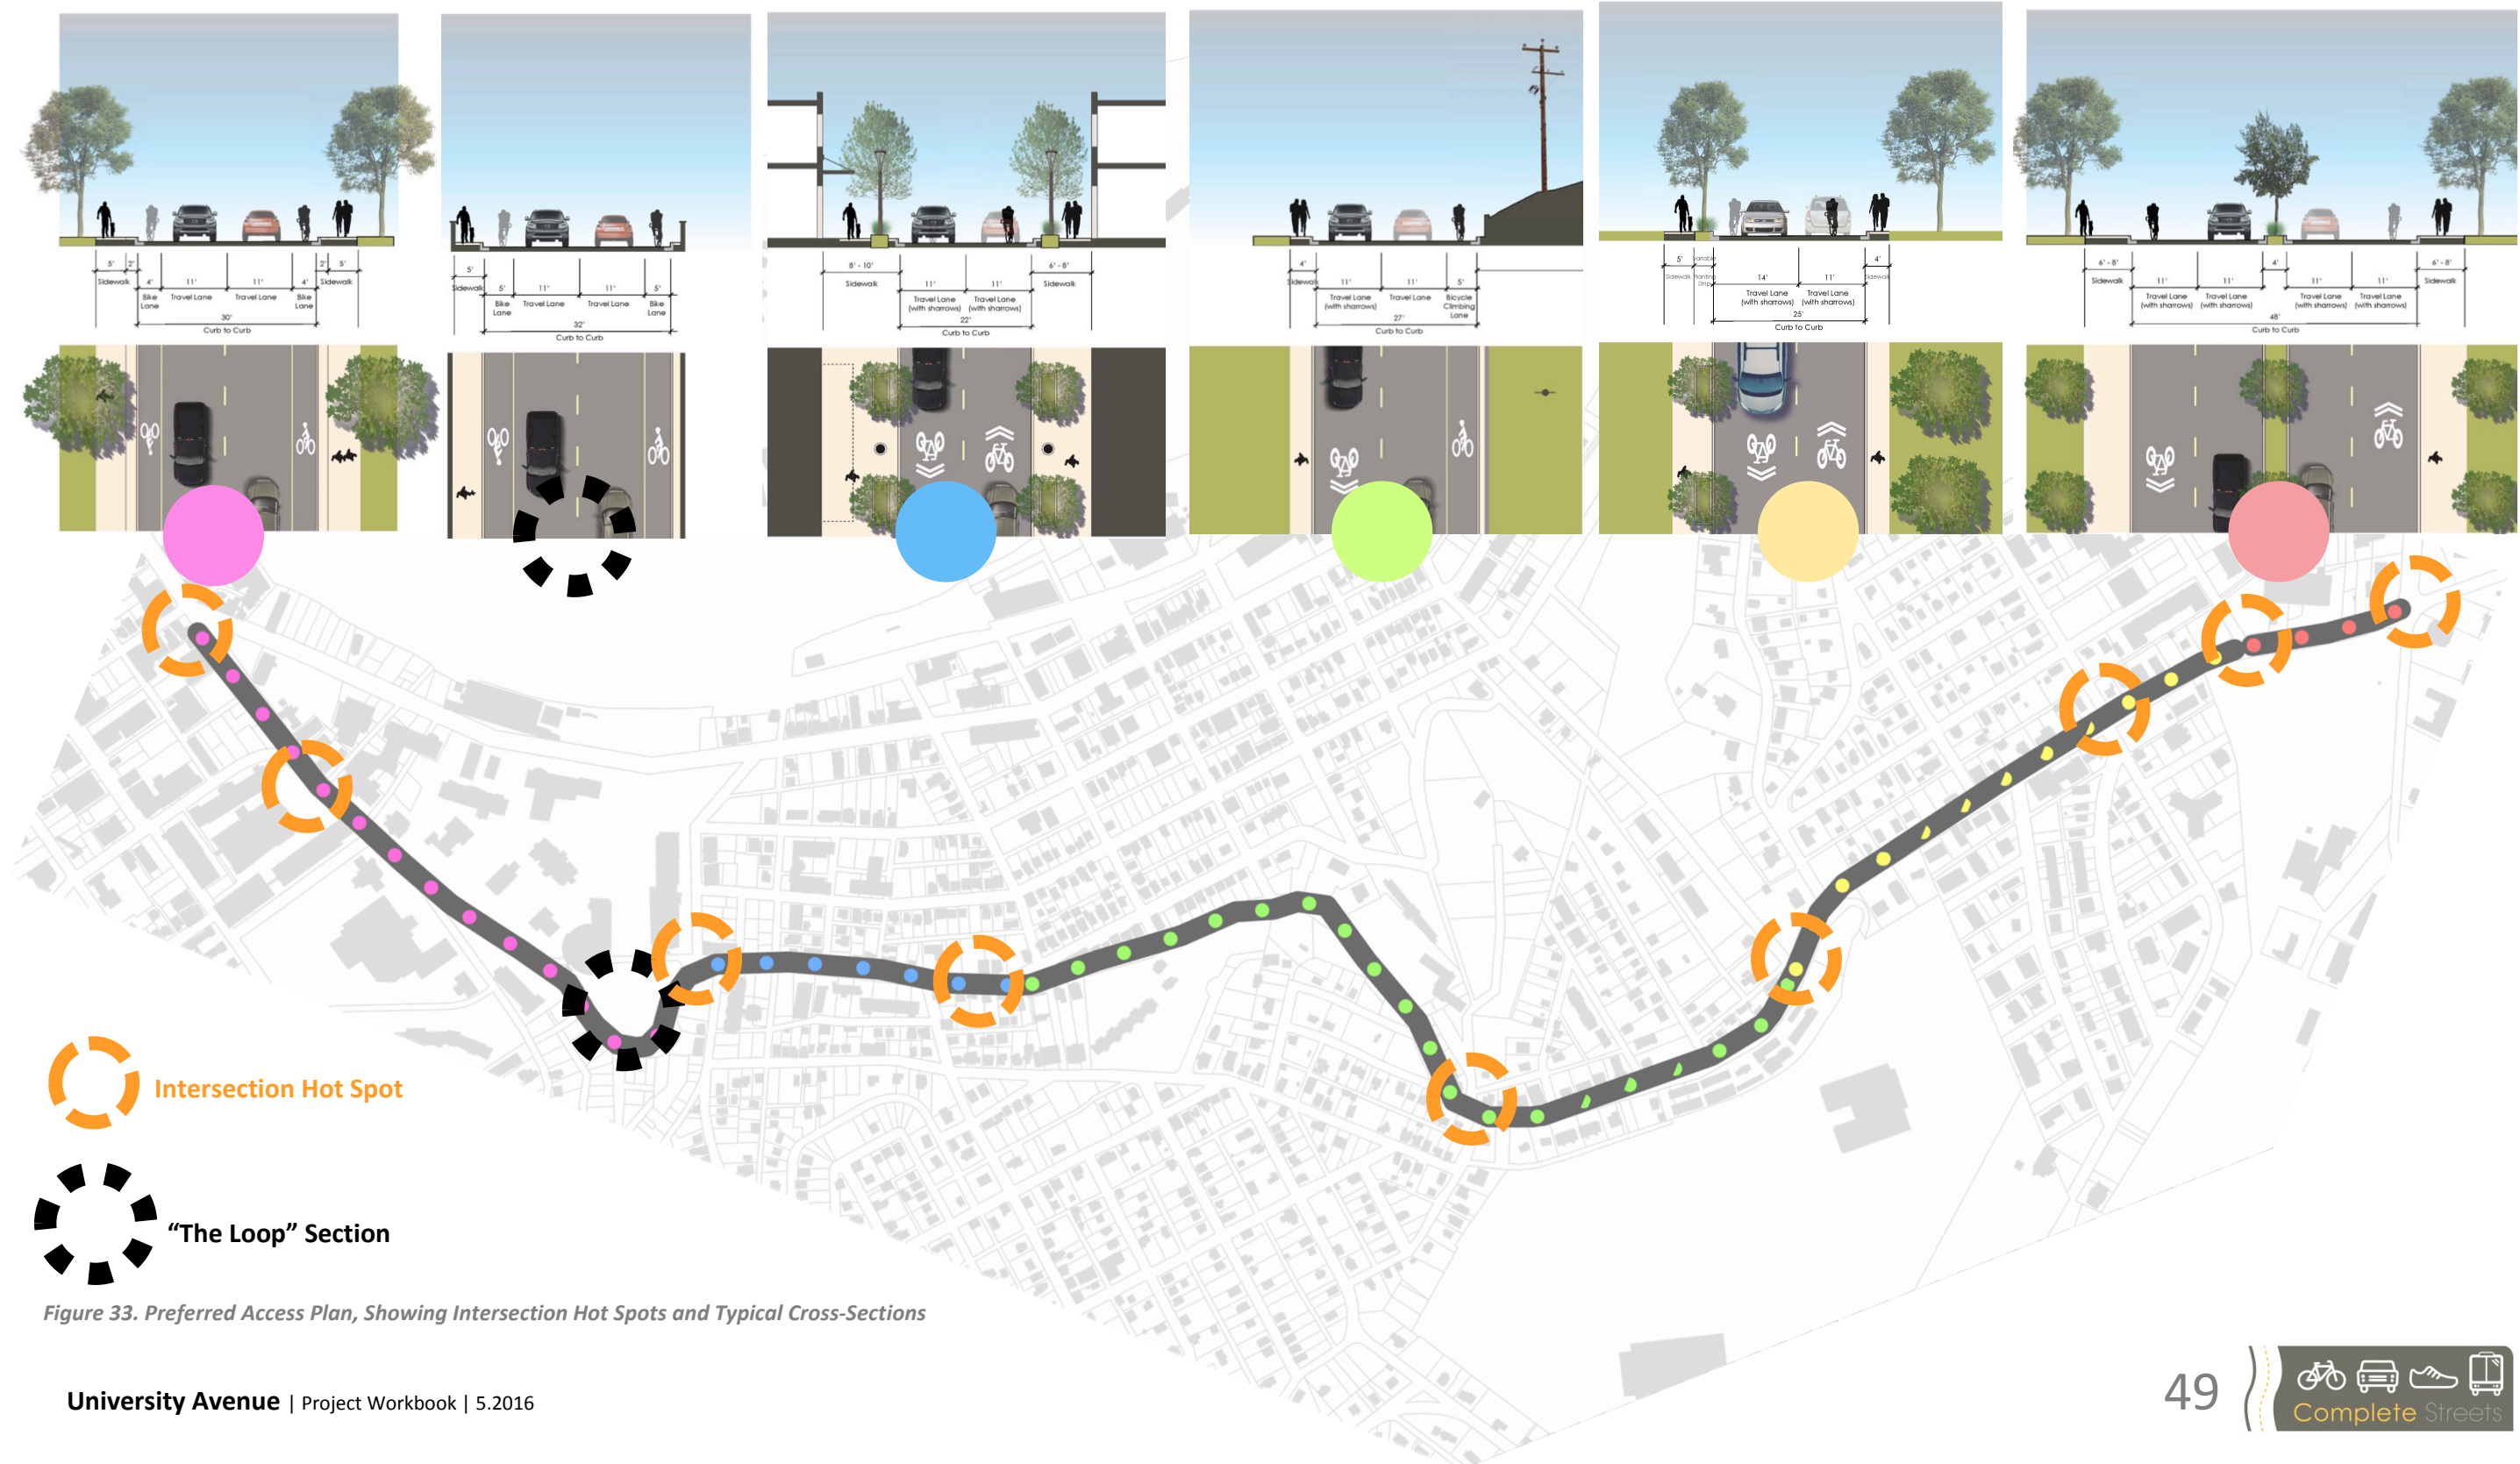 5' 2' 2' 5'
Sidewalk Sidewalk
4' 11' 11' 4'
Bike Lane Travel Lane Travel Lane Bike Lane
30'
Curb to Curb
5'
Sidewalk
5' 11' 11' 5'
Bike Lane Travel Lane Travel Lane Bike Lane
32'
Curb to Curb
8' - 10' 6' - 8'
Sidewalk Sidewalk
11' 11'
Travel Lane (with sharrows) Travel Lane (with sharrows)
22'
Curb to Curb
4'
Sidewalk
11' 11' 5'
Travel Lane (with sharrows) Travel Lane Bicycle Climbing Lane
27'
Curb to Curb
5' variable 4'
Sidewalk Planting Strip Sidewalk
14' 11'
Travel Lane (with sharrows) Travel Lane (with sharrows)
25'
Curb to Curb
6' - 8' 4' 6' - 8'
Sidewalk Sidewalk
11' 11' 11' 11'
Travel Lane (with sharrows) Travel Lane (with sharrows) Travel Lane (with sharrows) Travel Lane (with sharrows)
48'
Curb to Curb
Intersection Hot Spot
“The Loop” Section
Figure 33. Preferred Access Plan, Showing Intersection Hot Spots and Typical Cross-Sections
University Avenue | Project Workbook | 5.2016
49
Complete Streets